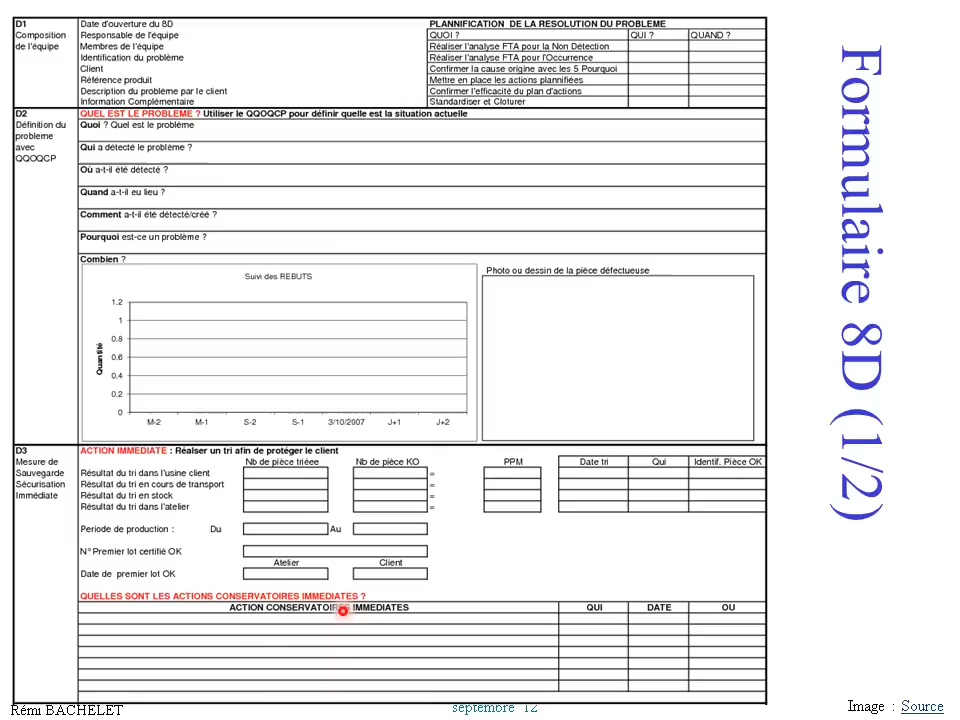 D1
Composition
de l'équipe
Date d'ouverture du 8D
Responsable de l'équipe
Membres de l'équipe
Identification du problème
Client
Référence produit
Description du problème par le client
Information Complémentaire
PLANNIFICATION DE LA RESOLUTION DU PROBLEME
QUOI ? QUI ? QUAND ?
Réaliser l'analyse FTA pour la Non Détection
Réaliser l'analyse FTA pour l'Occurrence
Confirmer la cause origine avec les 5 Pourquoi
Mettre en place les actions plannifiées
Confirmer l'efficacité du plan d'actions
Standardiser et Cloturer
D2
Définition du
probleme
avec
QQOQCP
QUEL EST LE PROBLEME ? Utiliser le QQOQCP pour définir quelle est la situation actuelle
Quoi ? Quel est le problème
Qui a détecté le problème ?
Où a-t-il été détecté ?
Quand a-t-il eu lieu ?
Comment a-t-il été détecté/créé ?
Pourquoi est-ce un problème ?
Combien ?
Suivi des REBUTS
Quantité
1.2
1
0.8
0.6
0.4
0.2
0
M-2 M-1 S-2 S-1 3/10/2007 J+1 J+2
Photo ou dessin de la pièce défectueuse
D3
Mesure de
Sauvegarde
Sécurisation
Immédiate
ACTION IMMEDIATE : Réalser un tri afin de protéger le client
Nb de pièce triéee Nb de pièce KO PPM Date tri Qui Identif. Pièce OK
Résultat du tri dans l'usine client =
Résultat du tri en cours de transport =
Résultat du tri en stock =
Résultat du tri dans l'atelier =
Periode de production : Du Au
N° Premier lot certifié OK
Atelier Client
Date de premier lot OK
QUELLES SONT LES ACTIONS CONSERVATOIRES IMMEDIATES ?
ACTION CONSERVATOIRES IMMEDIATES QUI DATE OU
Formulaire 8D (1/2)
Rémi BACHELET
septembre 12
Image : Source